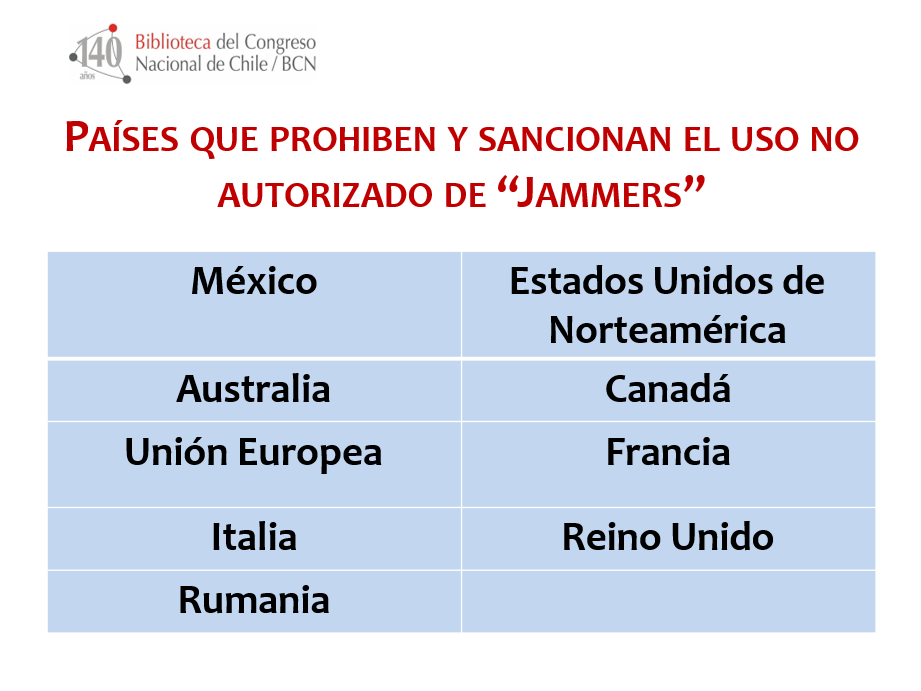 140
años
Biblioteca del Congreso
Nacional de Chile / BCN
PAÍSES QUE PROHIBEN Y SANCIONAN EL USO NO
AUTORIZADO DE “JAMMERS”
México
Estados Unidos de
Norteamérica
Australia
Canadá
Unión Europea
Francia
Italia
Reino Unido
Rumania